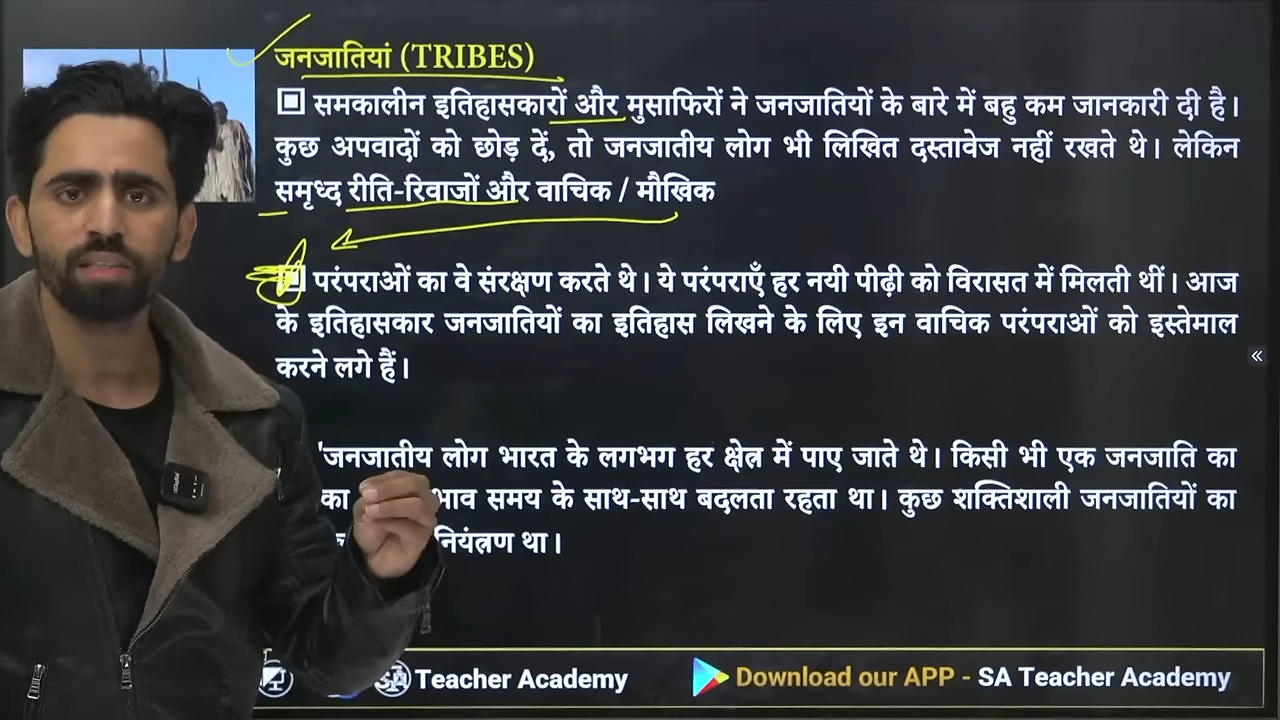 जनजातियां (TRIBES)
समकालीन इतिहासकारों और मुसाफिरों ने जनजातियों के बारे में बहु कम जानकारी दी है।
कुछ अपवादों को छोड़ दें, तो जनजातीय लोग भी लिखित दस्तावेज नहीं रखते थे। लेकिन
समृध्द रीति-रिवाजों और वाचिक / मौखिक
परंपराओं का वे संरक्षण करते थे। ये परंपराएँ हर नयी पीढ़ी को विरासत में मिलती थीं। आज
के इतिहासकार जनजातियों का इतिहास लिखने के लिए इन वाचिक परंपराओं को इस्तेमाल
करने लगे हैं।
'जनजातीय लोग भारत के लगभग हर क्षेत्र में पाए जाते थे। किसी भी एक जनजाति का
का भाव समय के साथ-साथ बदलता रहता था। कुछ शक्तिशाली जनजातियों का
नियंत्रण था।
SA Teacher Academy Download our APP - SA Teacher Academy